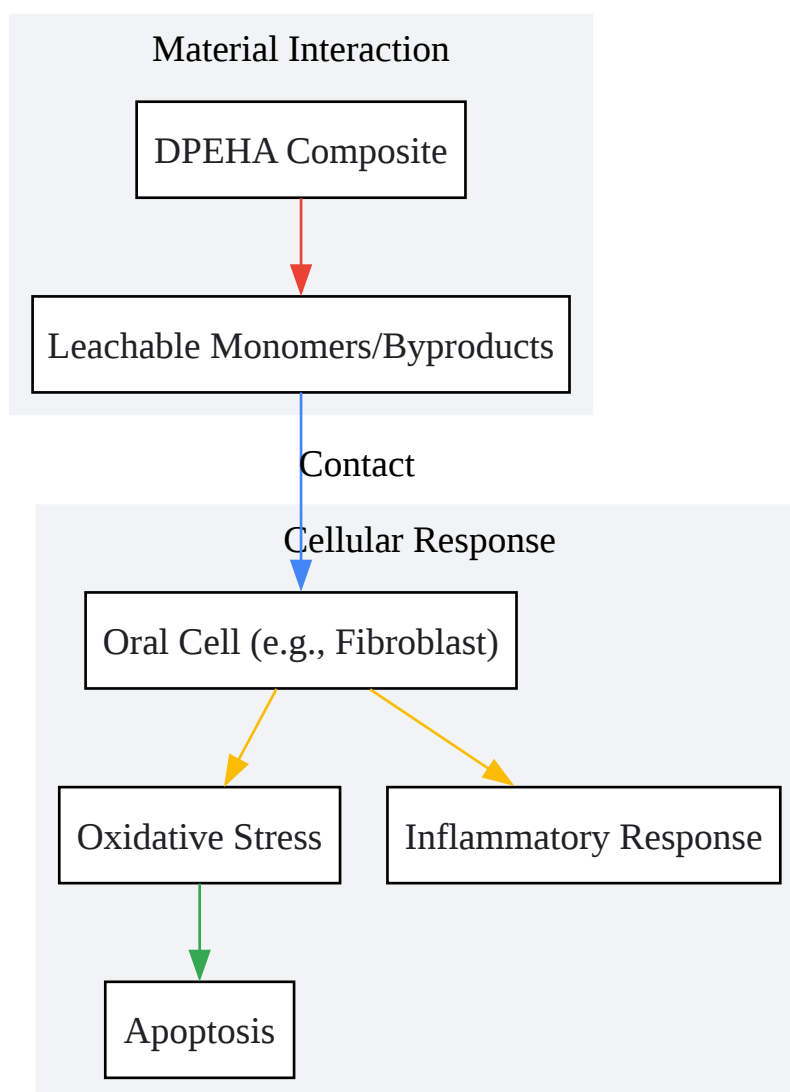 Material Interaction
DPEHA Composite
Leachable Monomers/Byproducts
Contact
Cellular Response
Oral Cell (e.g., Fibroblast)
Oxidative Stress
Inflammatory Response
Apoptosis